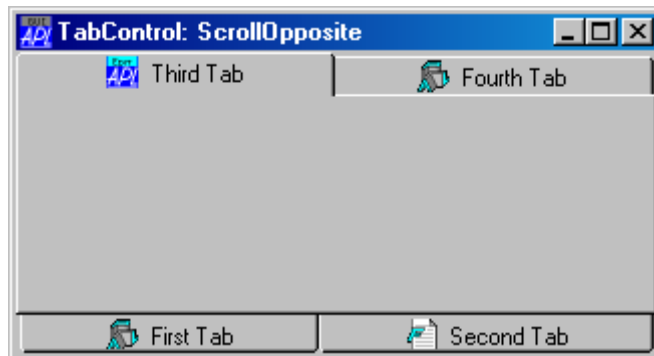 TabControl: ScrollOpposite
Third Tab Fourth Tab
First Tab Second Tab